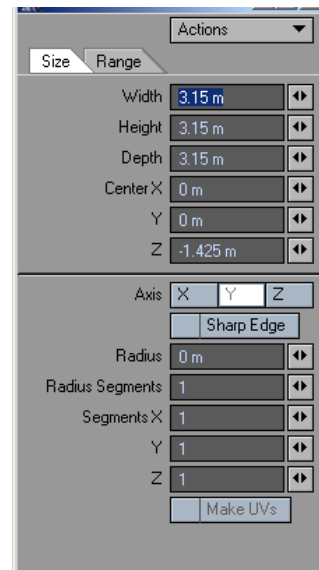 Actions
Size Range
Width 3.15 m
Height 3.15 m
Depth 3.15 m
Center X 0 m
Y 0 m
Z -1.425 m
Axis X Y Z
Sharp Edge
Radius 0 m
Radius Segments 1
Segments X 1
Y 1
Z 1
Make UVs